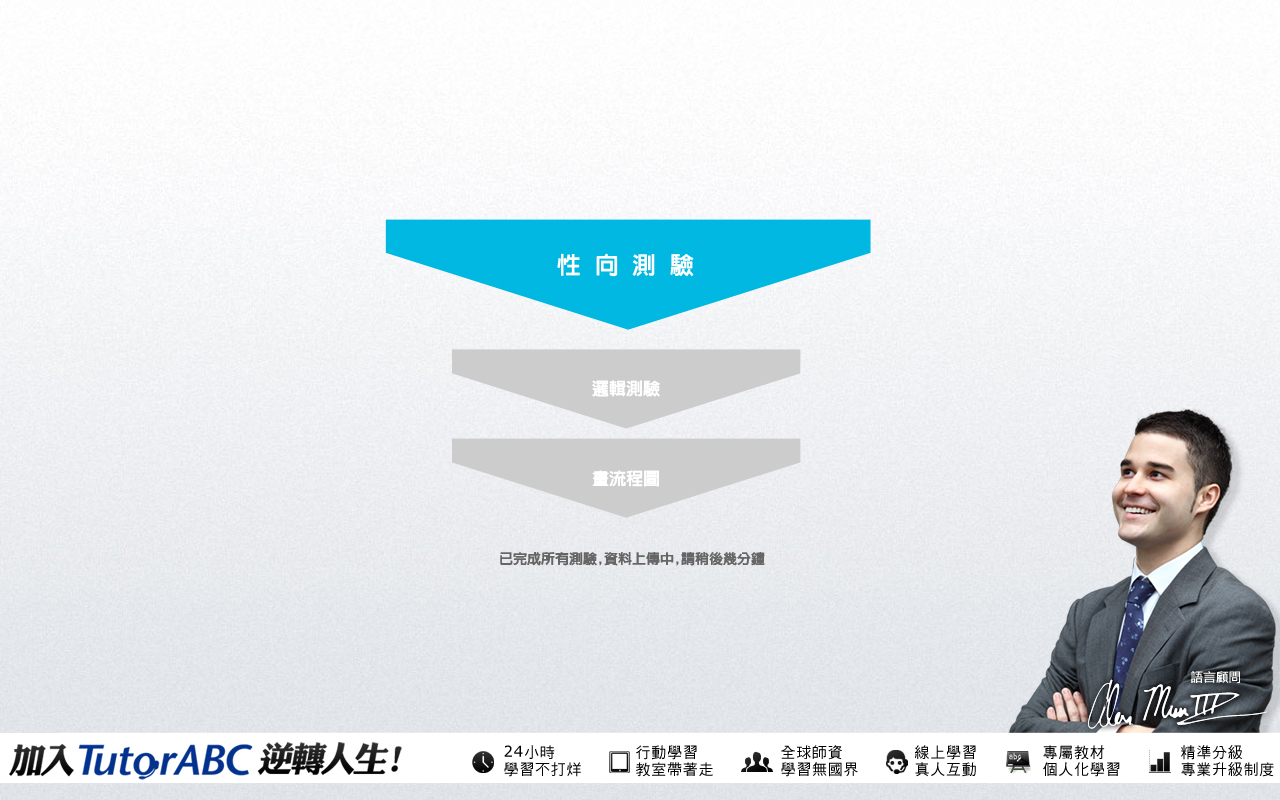 性向測驗
邏輯測驗
畫流程圖
已完成所有測驗,資料上傳中,請稍後幾分鐘
語言顧問
加入TutorABC逆轉人生!
24小時
學習不打烊
行動學習
教室帶著走
全球師資
學習無國界
線上學習
真人互動
abc
專屬教材
個人化學習
精準分級
專業升級制度